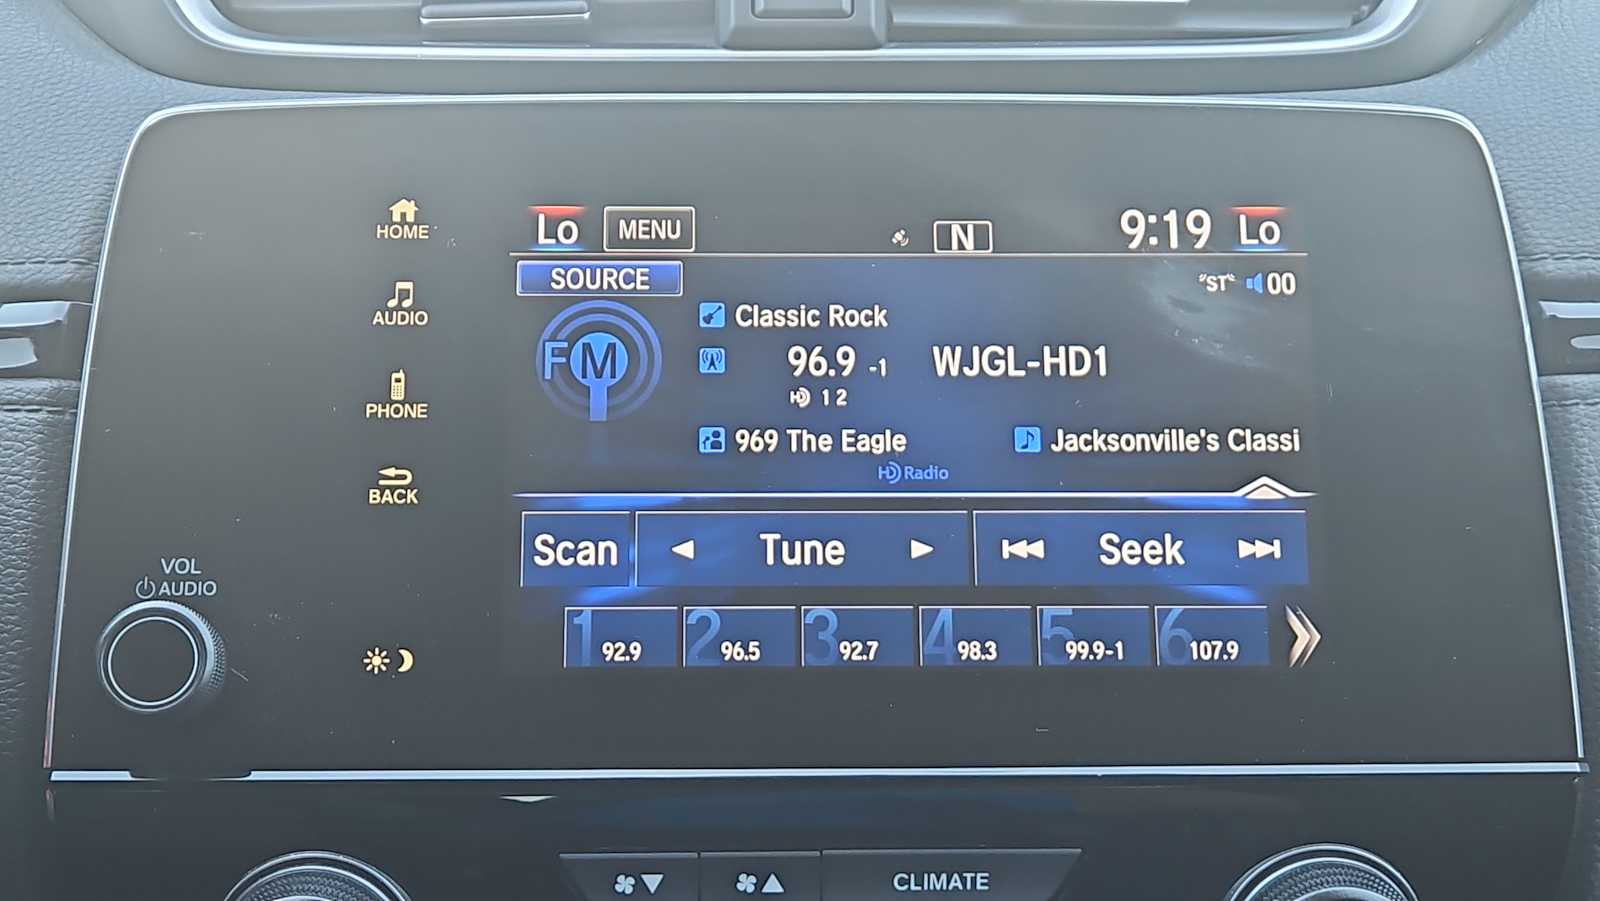 HOME
AUDIO
PHONE
BACK
VOL
AUDIO
Lo MENU N 9:19 Lo
SOURCE "ST" 00
FM
Classic Rock
96.9 -1 WJGL-HD1
HD 1 2
969 The Eagle Jacksonville's Classi
HD Radio
Scan Tune Seek
1 92.9 2 96.5 3 92.7 4 98.3 5 99.9-1 6 107.9
CLIMATE